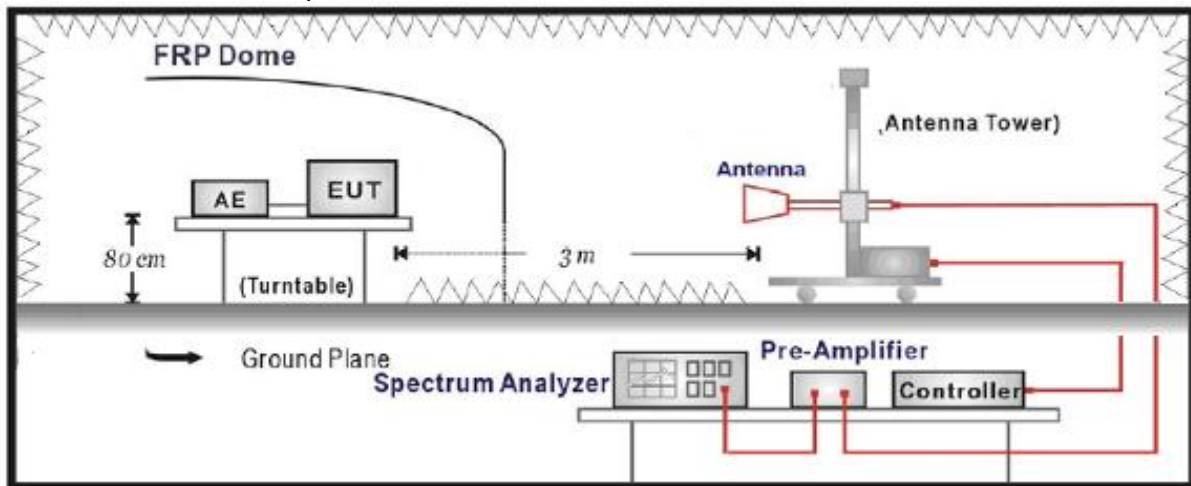 FRP Dome
,Antenna Tower)
Antenna
AE
EUT
80 cm
3 m
(Turntable)
Ground Plane
Pre-Amplifier
Spectrum Analyzer
Controller